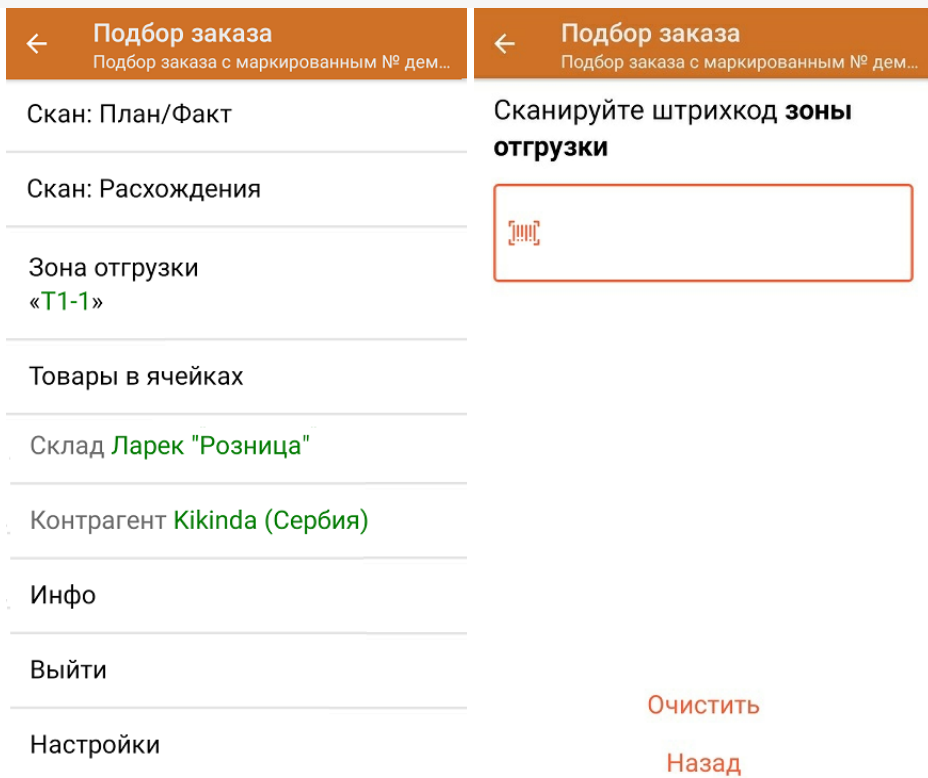 Подбор заказа
Подбор заказа с маркированным № дем...
Скан: План/Факт
Скан: Расхождения
Зона отгрузки
«Т1-1»
Товары в ячейках
Склад Ларек "Розница"
Контрагент Kikinda (Сербия)
Инфо
Выйти
Настройки
Подбор заказа
Подбор заказа с маркированным № дем...
Сканируйте штрихкод зоны
отгрузки
Очистить
Назад